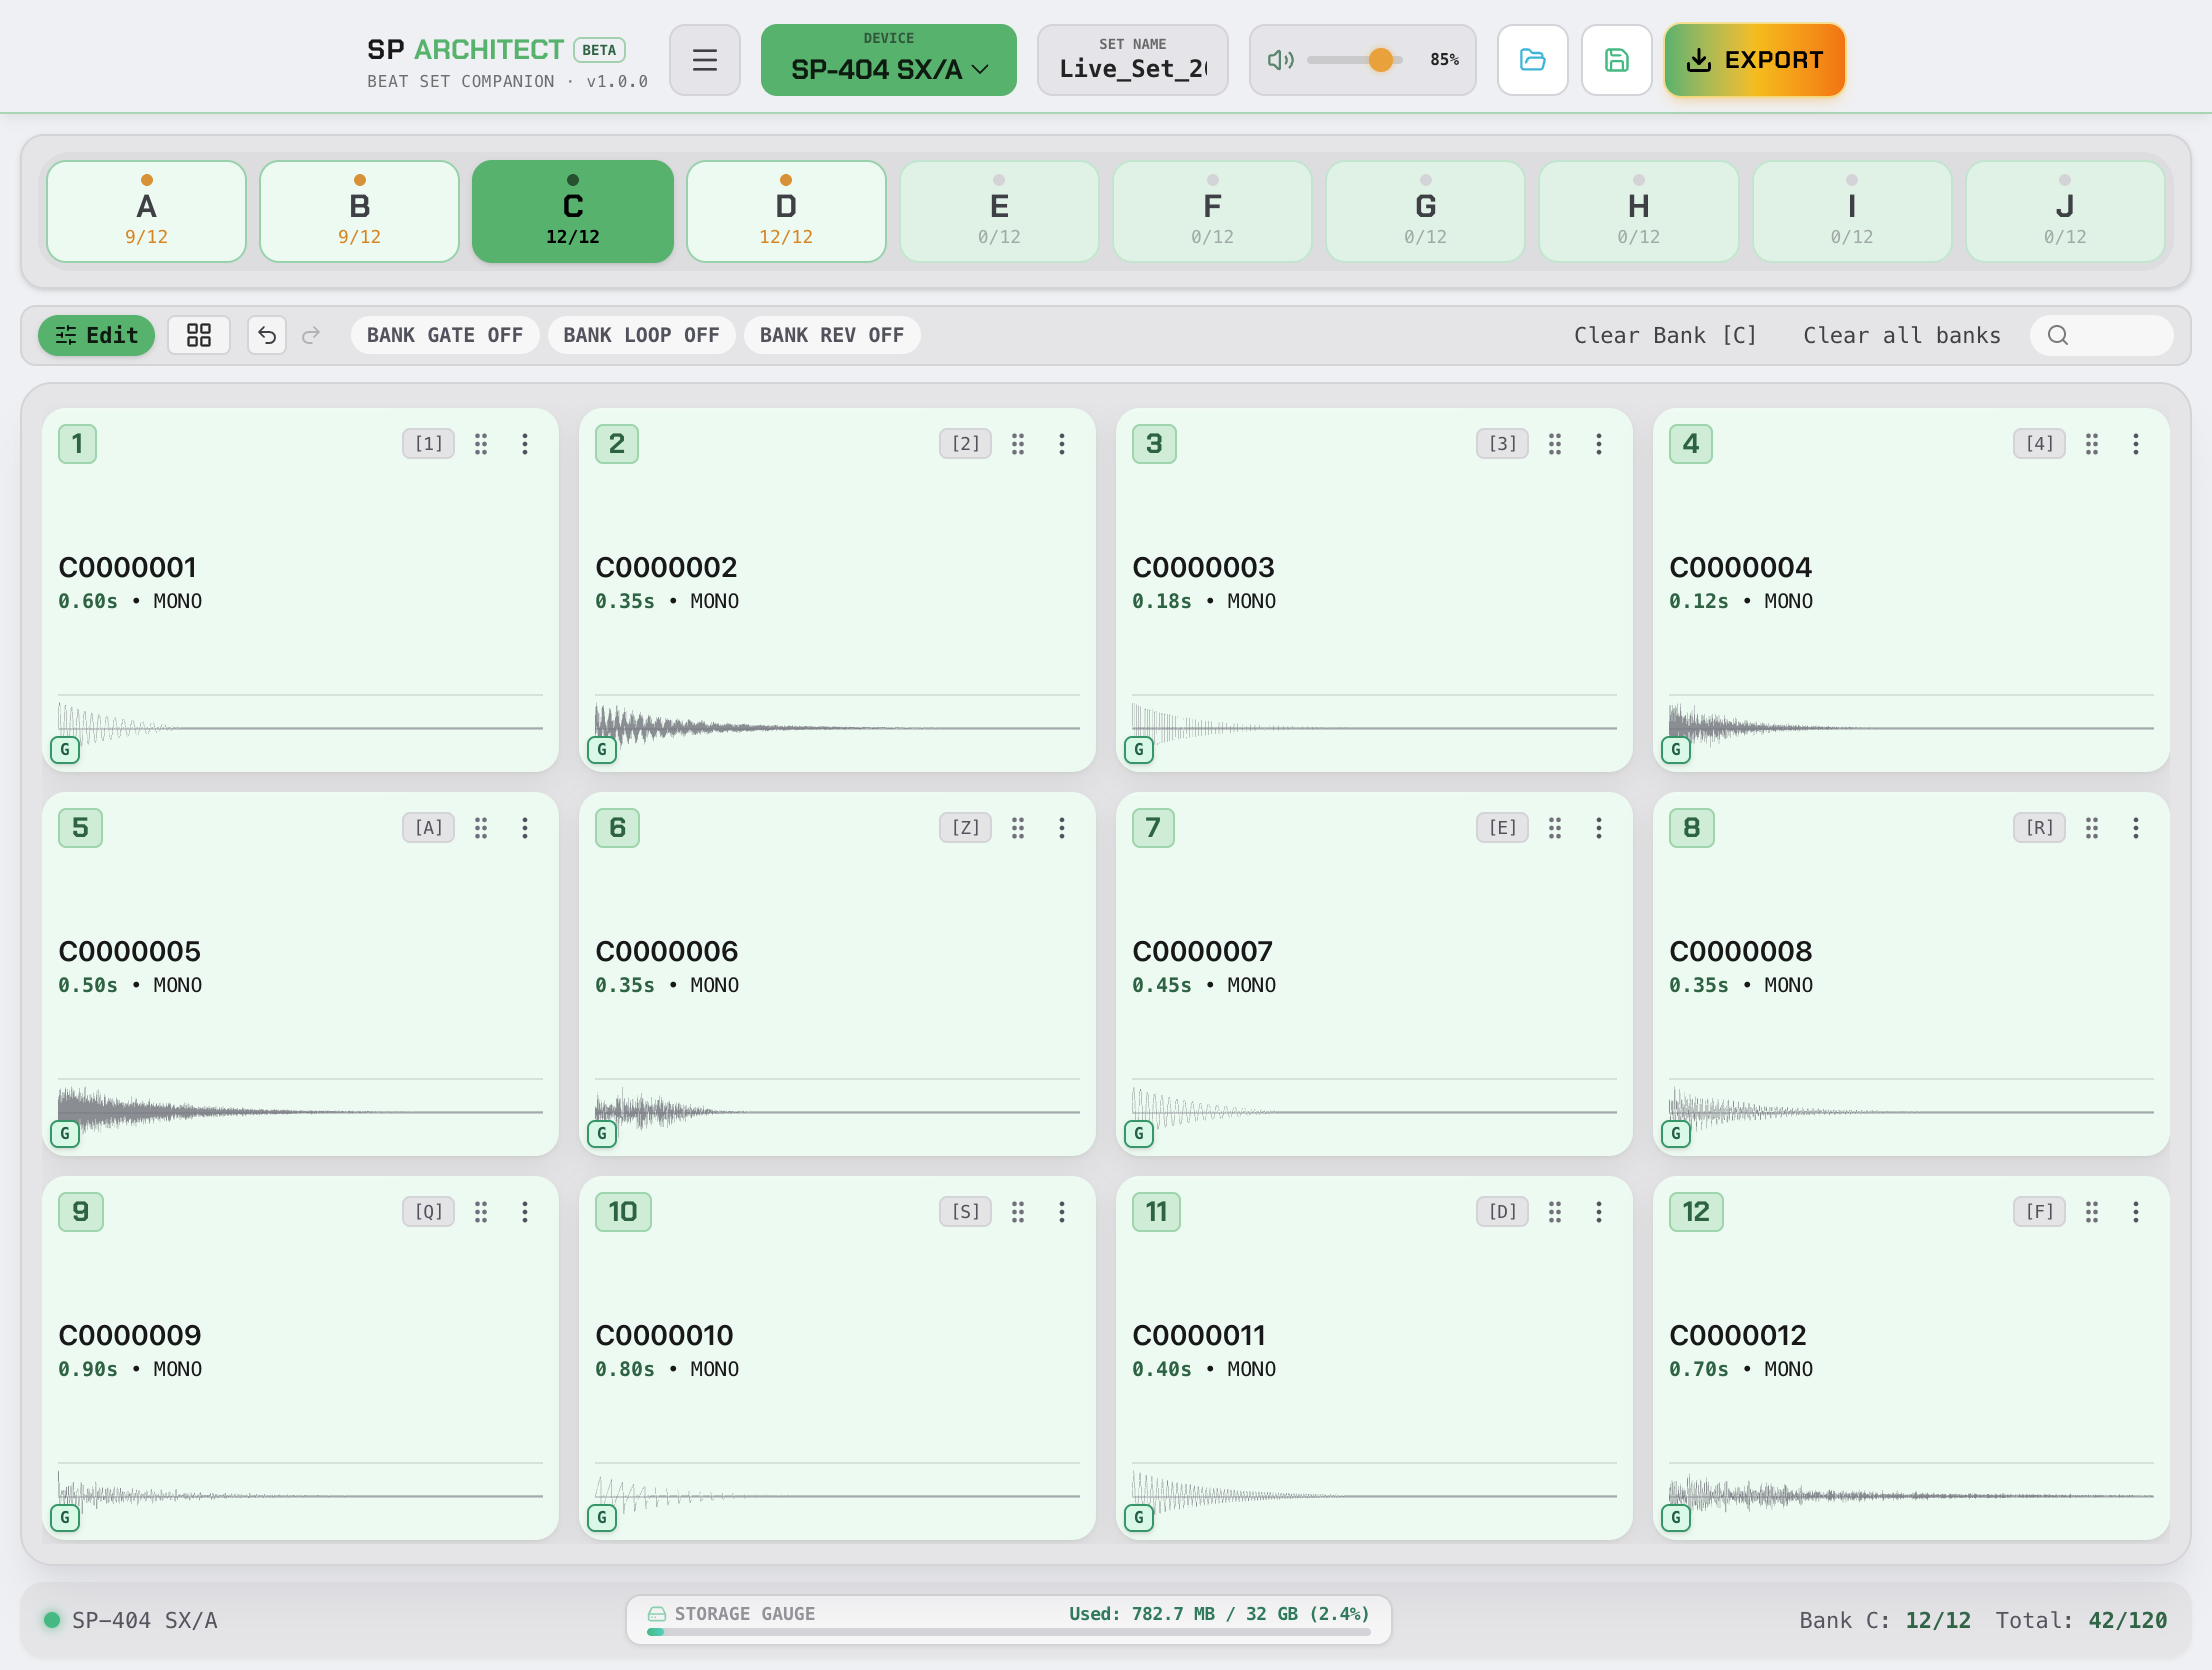 SP ARCHITECT BETA
BEAT SET COMPANION · v1.0.0
DEVICE
SP-404 SX/A
SET NAME
Live_Set_2
85%
EXPORT
A
9/12
B
9/12
C
12/12
D
12/12
E
0/12
F
0/12
G
0/12
H
0/12
I
0/12
J
0/12
Edit
BANK GATE OFF
BANK LOOP OFF
BANK REV OFF
Clear Bank [C]
Clear all banks
1 [1]
C0000001
0.60s • MONO
G
2 [2]
C0000002
0.35s • MONO
G
3 [3]
C0000003
0.18s • MONO
G
4 [4]
C0000004
0.12s • MONO
G
5 [A]
C0000005
0.50s • MONO
G
6 [Z]
C0000006
0.35s • MONO
G
7 [E]
C0000007
0.45s • MONO
G
8 [R]
C0000008
0.35s • MONO
G
9 [Q]
C0000009
0.90s • MONO
G
10 [S]
C0000010
0.80s • MONO
G
11 [D]
C0000011
0.40s • MONO
G
12 [F]
C0000012
0.70s • MONO
G
SP-404 SX/A
STORAGE GAUGE
Used: 782.7 MB / 32 GB (2.4%)
Bank C: 12/12 Total: 42/120